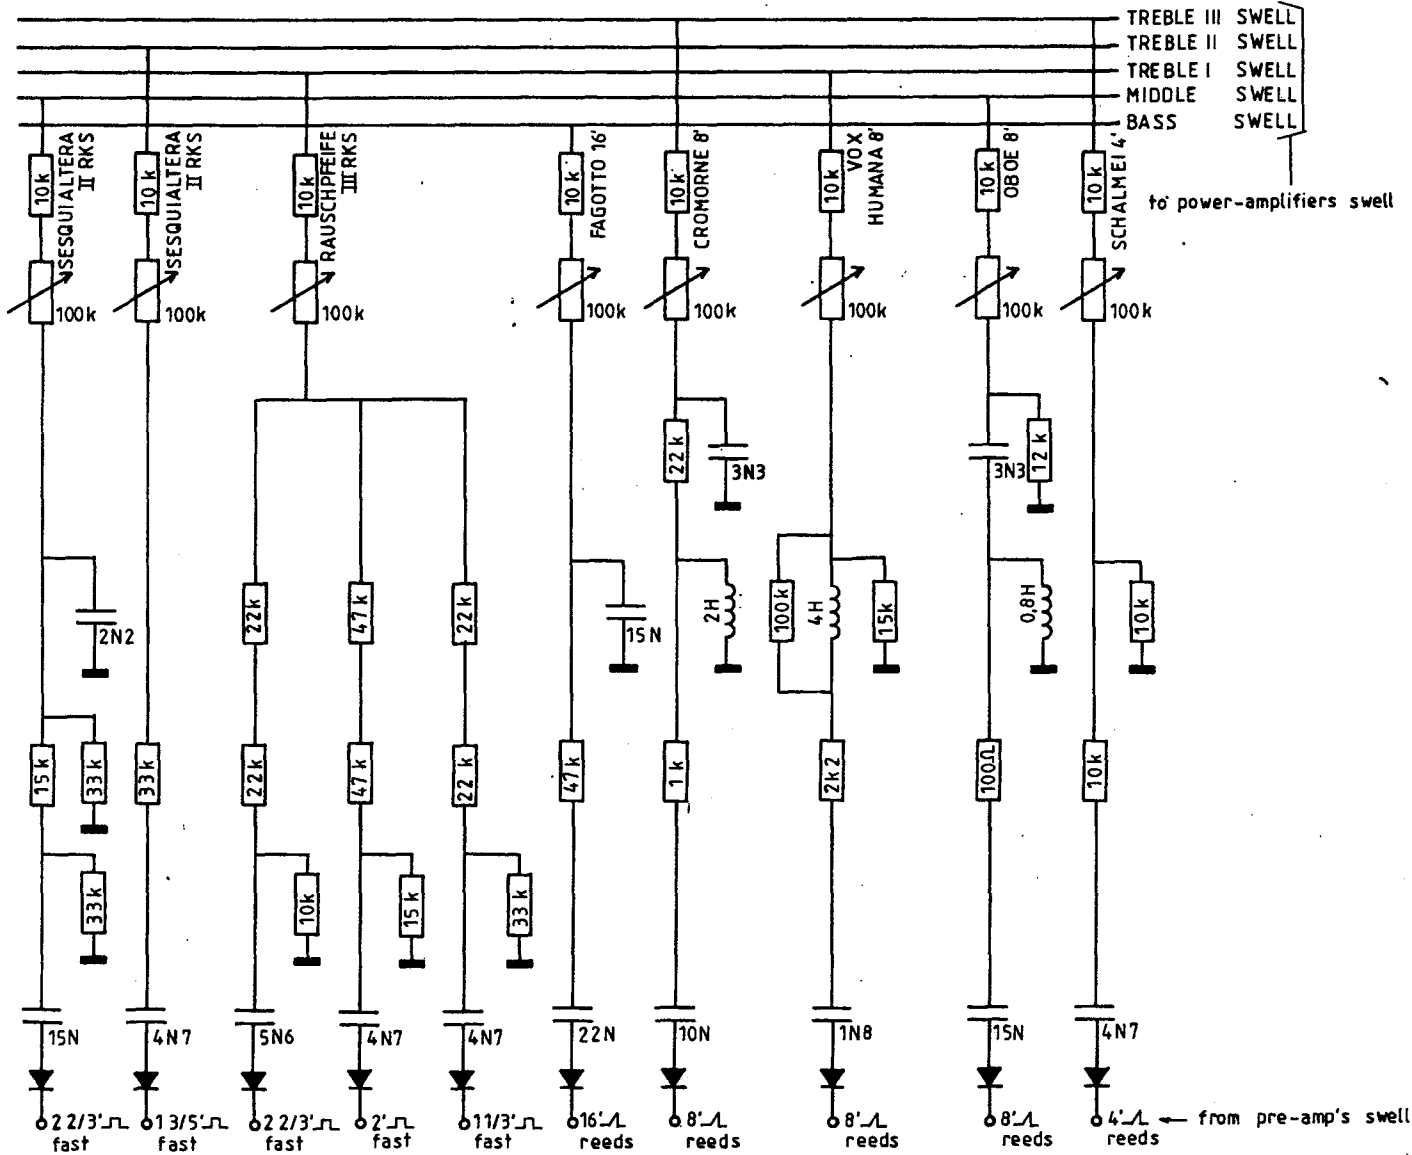 TREBLE III SWELL
TREBLE II SWELL
TREBLE I SWELL
MIDDLE SWELL
BASS SWELL
to power-amplifiers swell
10k
SESQUIALTERA
II RKS
10k
SESQUIALTERA
II RKS
10k
RAUSCHPFEIFE
III RKS
10k
FAGOTTO 16'
10k
CROMORNE 8'
10k
VOX
HUMANA 8'
10k
OBOE 8'
10k
SCHALMEI 4'
100k
100k
100k
100k
100k
100k
100k
100k
22k
3N3
3N3
12k
2N2
22k
47k
22k
15N
2H
100k
4H
15k
0,8H
10k
15k
33k
33k
22k
47k
22k
47k
1k
2k2
100Ω
10k
33k
10k
15k
33k
15N
4N7
5N6
4N7
4N7
22N
10N
1N8
15N
4N7
2 2/3'
fast
1 3/5'
fast
2 2/3'
fast
2'
fast
1 1/3'
fast
16'
reeds
8'
reeds
8'
reeds
8'
reeds
4'
reeds
from pre-amp's swell